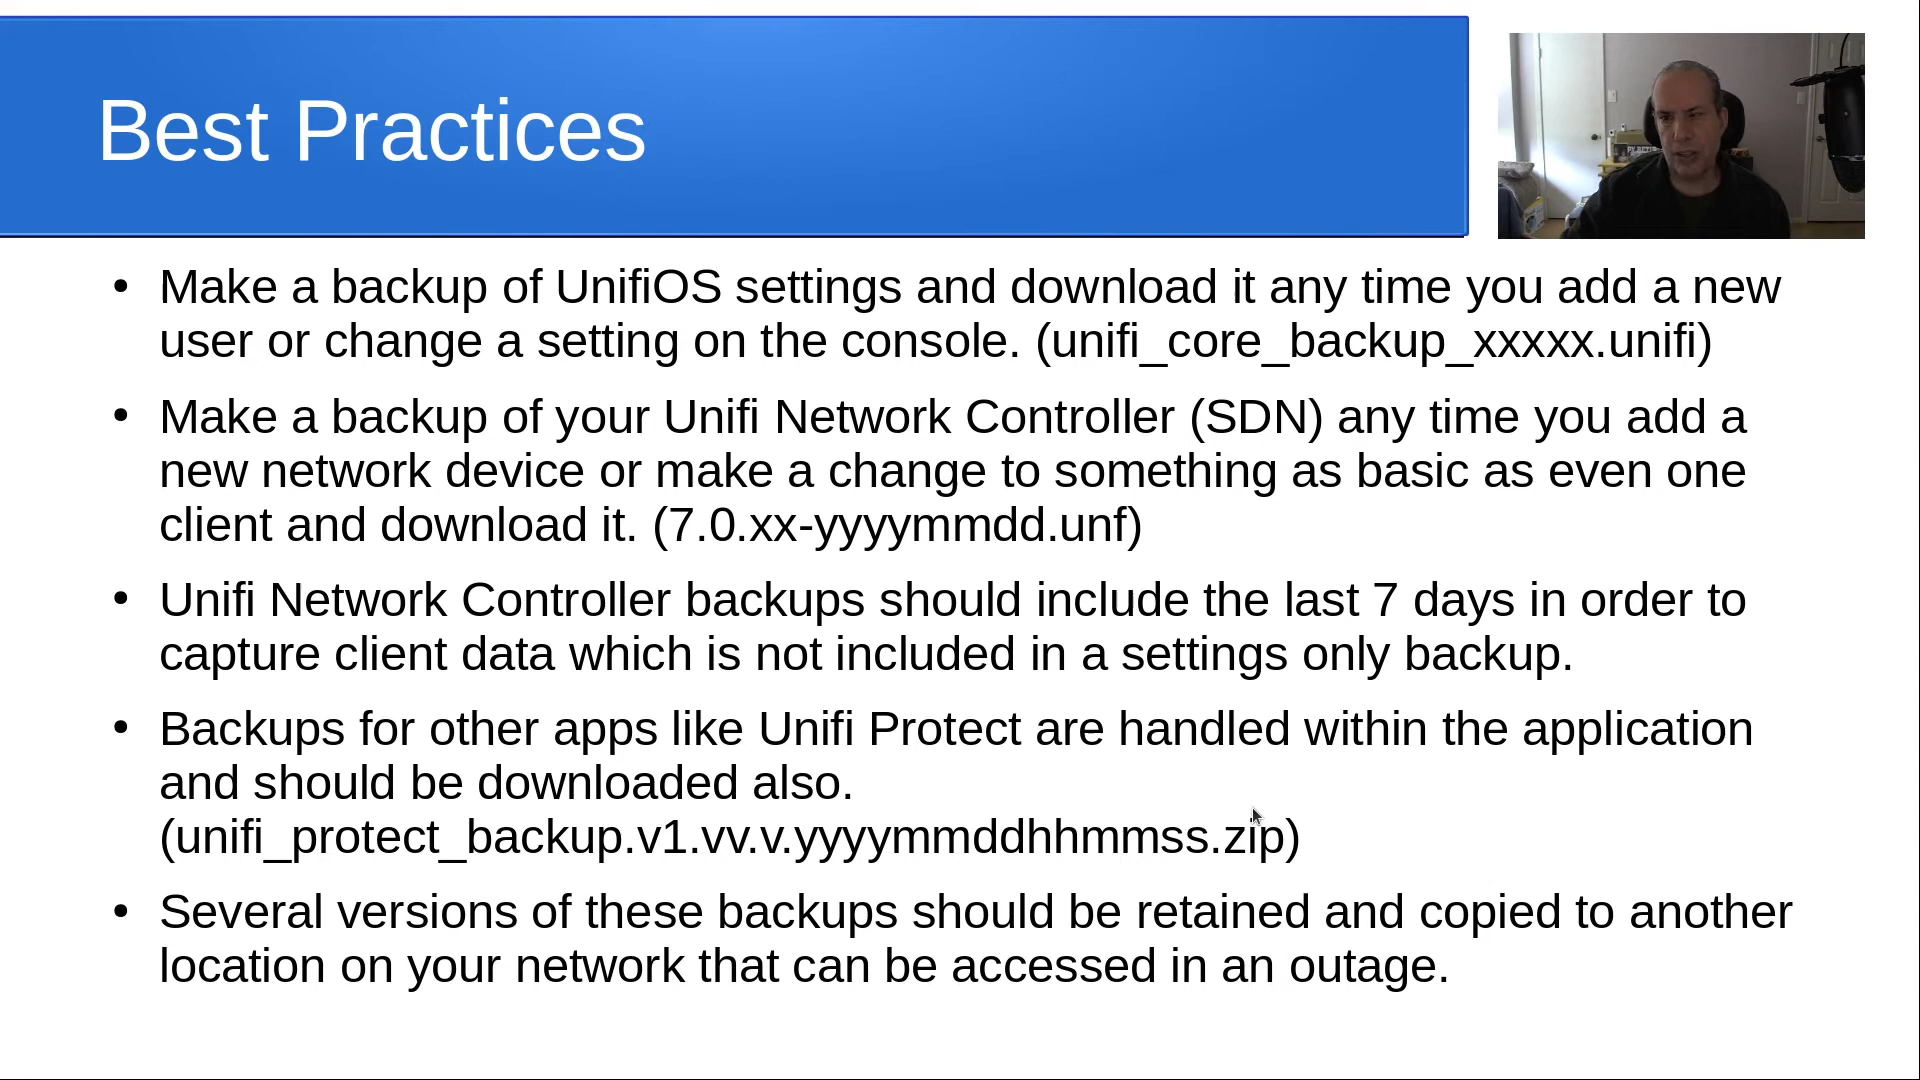 Best Practices
• Make a backup of UnifiOS settings and download it any time you add a new
user or change a setting on the console. (unifi_core_backup_xxxxx.unifi)
• Make a backup of your Unifi Network Controller (SDN) any time you add a
new network device or make a change to something as basic as even one
client and download it. (7.0.xx-yyyymmdd.unf)
• Unifi Network Controller backups should include the last 7 days in order to
capture client data which is not included in a settings only backup.
• Backups for other apps like Unifi Protect are handled within the application
and should be downloaded also.
(unifi_protect_backup.v1.vv.v.yyyymmddhhmmss.zip)
• Several versions of these backups should be retained and copied to another
location on your network that can be accessed in an outage.